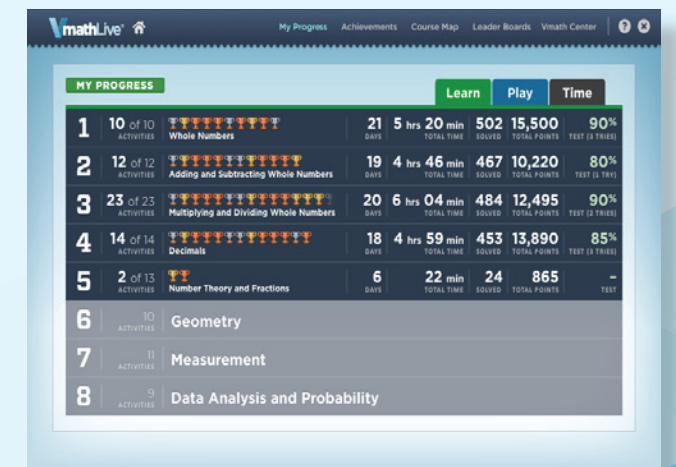 VmathLive
My Progress Achievements Course Map Leader Boards Vmath Center ? x
MY PROGRESS
Learn Play Time
1 10 of 10 21 5 hrs 20 min 502 15,500 90%
ACTIVITIES Whole Numbers DAYS TOTAL TIME SOLVED TOTAL POINTS TEST (3 TRIES)
2 12 of 12 19 4 hrs 46 min 467 10,220 80%
ACTIVITIES Adding and Subtracting Whole Numbers DAYS TOTAL TIME SOLVED TOTAL POINTS TEST (1 TRY)
3 23 of 23 20 6 hrs 04 min 484 12,495 90%
ACTIVITIES Multiplying and Dividing Whole Numbers DAYS TOTAL TIME SOLVED TOTAL POINTS TEST (2 TRIES)
4 14 of 14 18 4 hrs 59 min 453 13,890 85%
ACTIVITIES Decimals DAYS TOTAL TIME SOLVED TOTAL POINTS TEST (3 TRIES)
5 2 of 13 6 22 min 24 865 –
ACTIVITIES Number Theory and Fractions DAYS TOTAL TIME SOLVED TOTAL POINTS TEST
6 10 ACTIVITIES Geometry
7 11 ACTIVITIES Measurement
8 9 ACTIVITIES Data Analysis and Probability